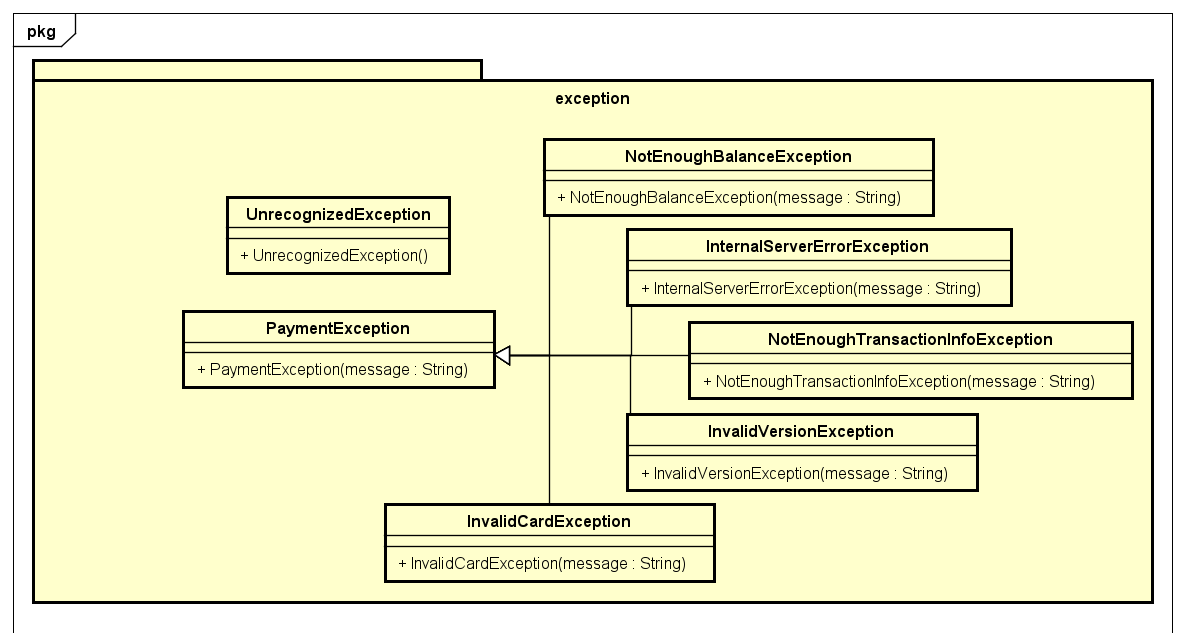 pkg
exception
NotEnoughBalanceException
+ NotEnoughBalanceException(message : String)
UnrecognizedException
+ UnrecognizedException()
InternalServerErrorException
+ InternalServerErrorException(message : String)
PaymentException
+ PaymentException(message : String)
NotEnoughTransactionInfoException
+ NotEnoughTransactionInfoException(message : String)
InvalidVersionException
+ InvalidVersionException(message : String)
InvalidCardException
+ InvalidCardException(message : String)